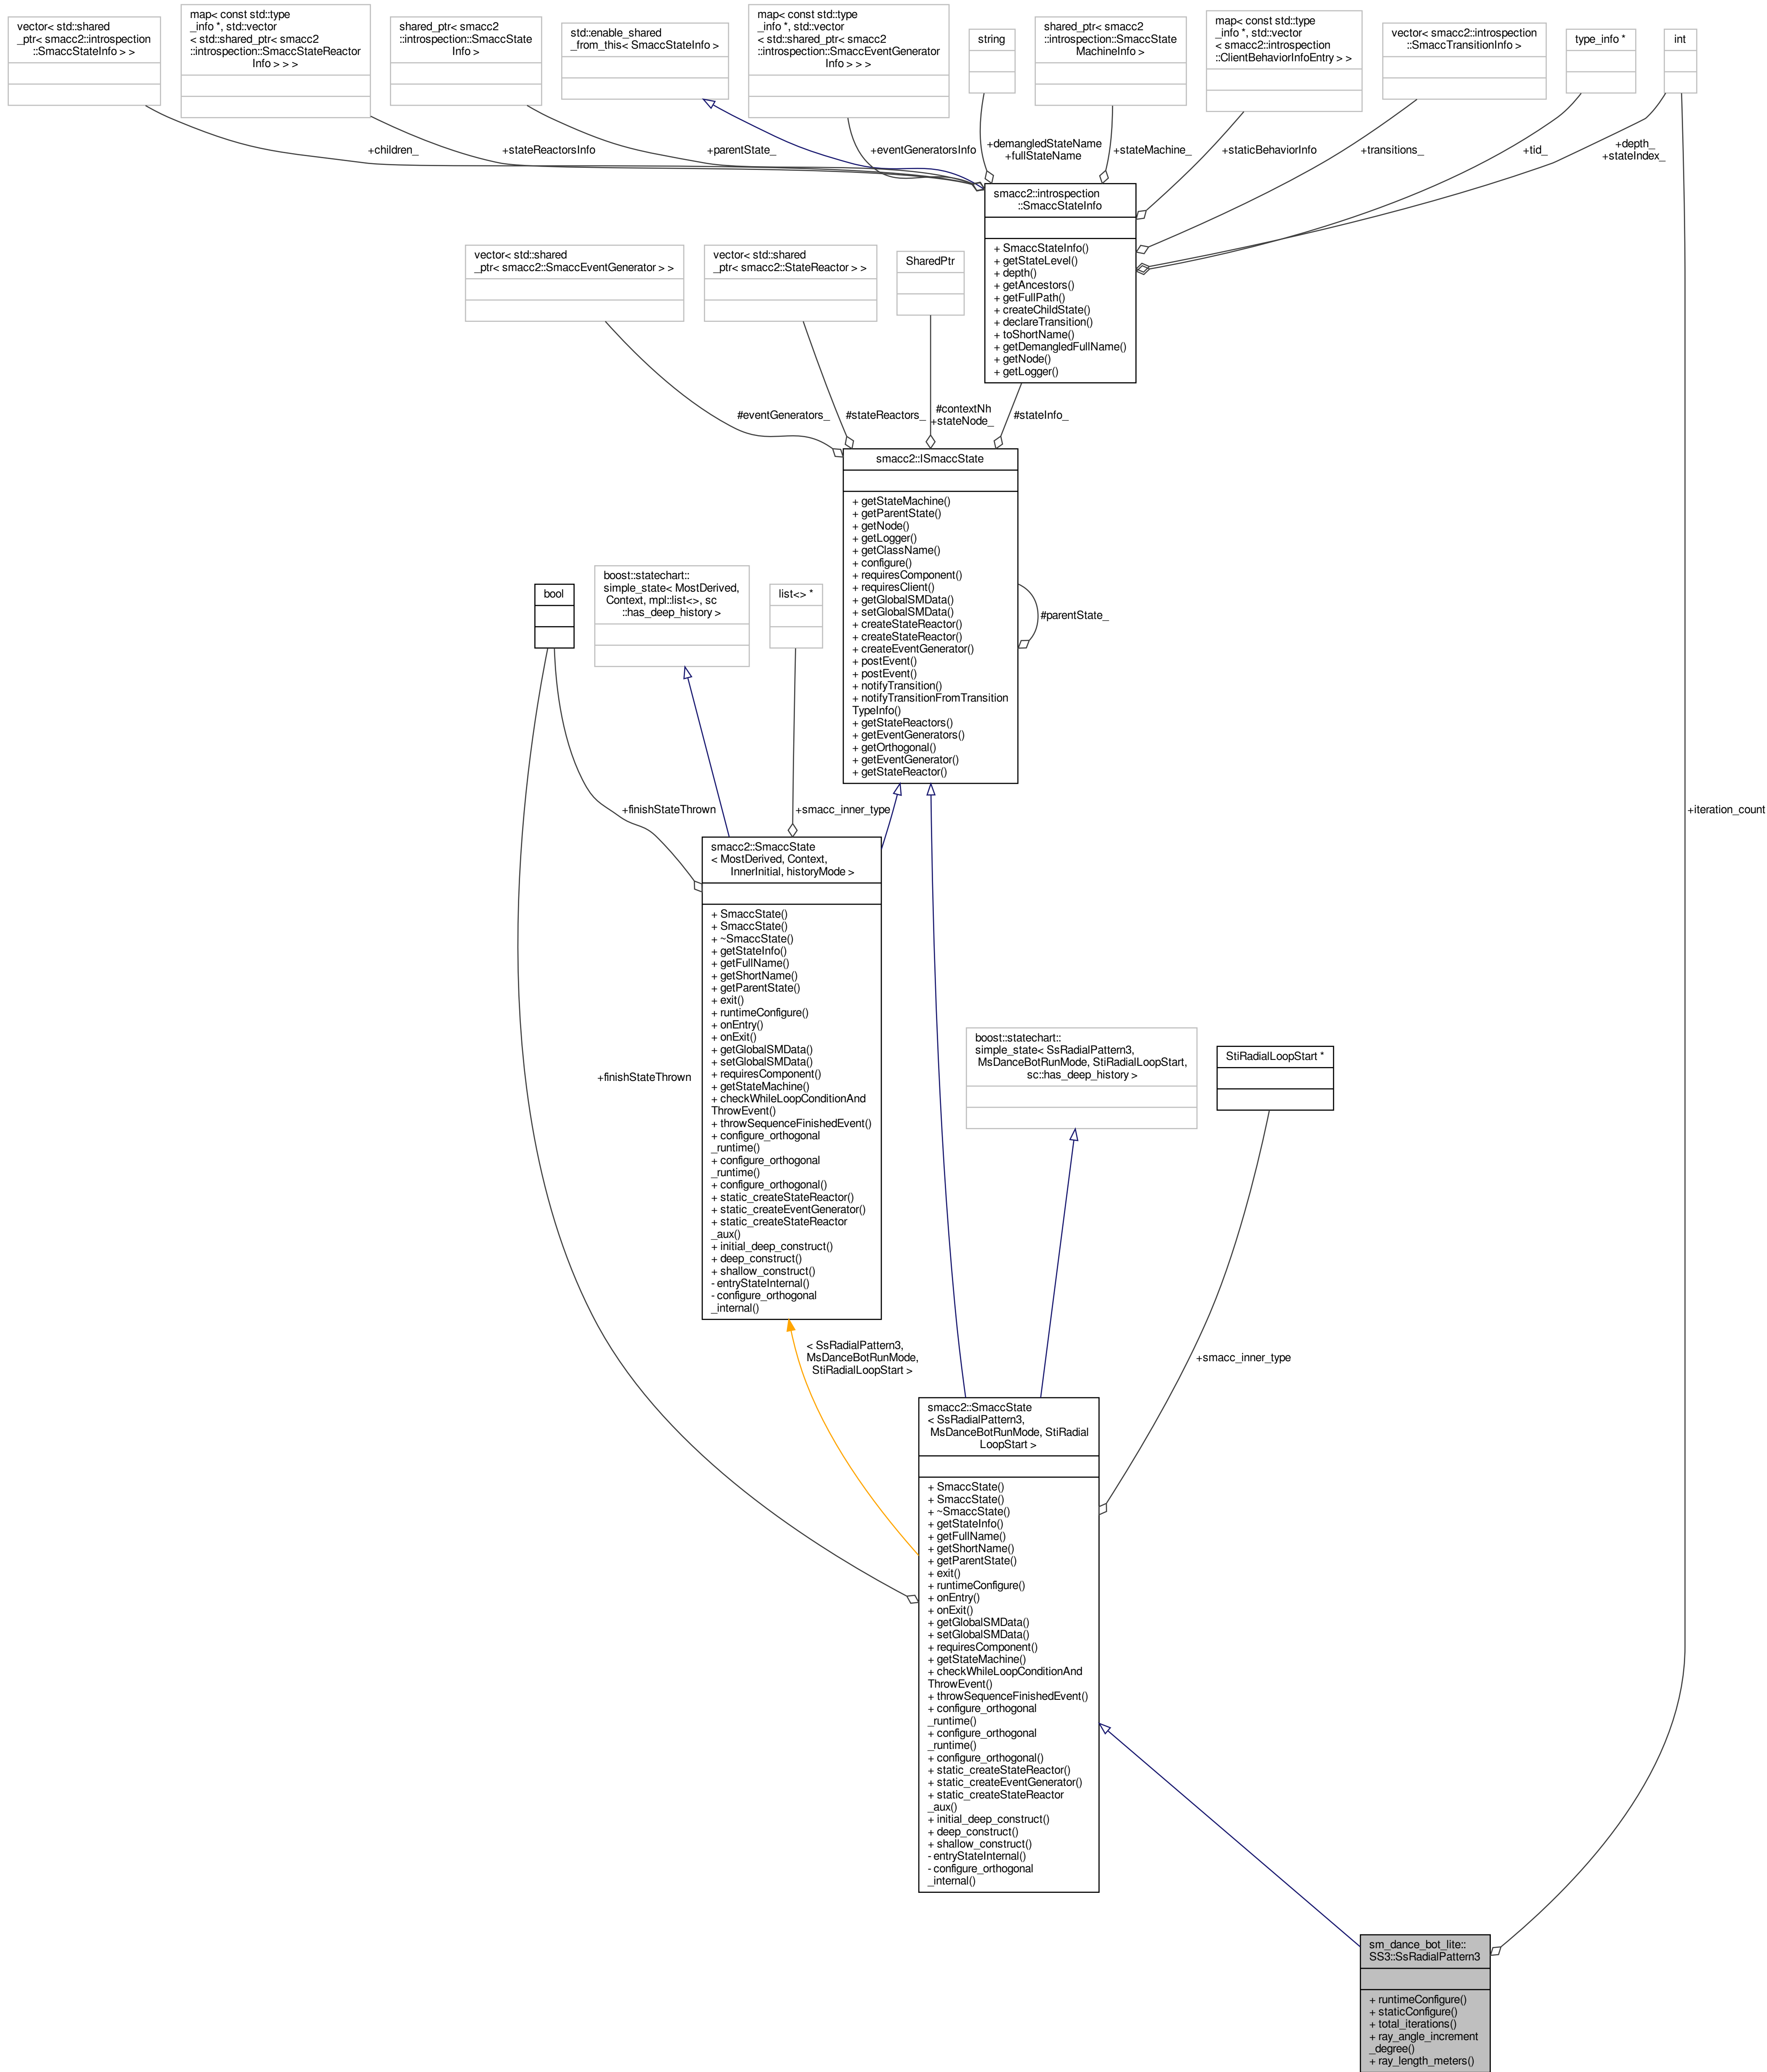 vector< std::shared
_ptr< smacc2::introspection
::SmaccStateInfo > >
map< const std::type
_info *, std::vector
< std::shared_ptr< smacc2
::introspection::SmaccStateReactor
Info > > >
shared_ptr< smacc2
::introspection::SmaccState
Info >
std::enable_shared
_from_this< SmaccStateInfo >
map< const std::type
_info *, std::vector
< std::shared_ptr< smacc2
::introspection::SmaccEventGenerator
Info > > >
string
shared_ptr< smacc2
::introspection::SmaccState
MachineInfo >
map< const std::type
_info *, std::vector
< smacc2::introspection
::ClientBehaviorInfoEntry > >
vector< smacc2::introspection
::SmaccTransitionInfo >
type_info *
int
+children_
+stateReactorsInfo
+parentState_
+eventGeneratorsInfo
+demangledStateName
+fullStateName
+stateMachine_
+staticBehaviorInfo
+transitions_
+tid_
+depth_
+stateIndex_
smacc2::introspection
::SmaccStateInfo
+ SmaccStateInfo()
+ getStateLevel()
+ depth()
+ getAncestors()
+ getFullPath()
+ createChildState()
+ declareTransition()
+ toShortName()
+ getDemangledFullName()
+ getNode()
+ getLogger()
vector< std::shared
_ptr< smacc2::SmaccEventGenerator > >
vector< std::shared
_ptr< smacc2::StateReactor > >
SharedPtr
#eventGenerators_
#stateReactors_
#contextNh
+stateNode_
#stateInfo_
smacc2::ISmaccState
+ getStateMachine()
+ getParentState()
+ getNode()
+ getLogger()
+ getClassName()
+ configure()
+ requiresComponent()
+ requiresClient()
+ getGlobalSMData()
+ setGlobalSMData()
+ createStateReactor()
+ createStateReactor()
+ createEventGenerator()
+ postEvent()
+ postEvent()
+ notifyTransition()
+ notifyTransitionFromTransition
TypeInfo()
+ getStateReactors()
+ getEventGenerators()
+ getOrthogonal()
+ getEventGenerator()
+ getStateReactor()
#parentState_
bool
boost::statechart::
simple_state< MostDerived,
Context, mpl::list<>, sc
::has_deep_history >
list<> *
+finishStateThrown
+smacc_inner_type
+iteration_count
smacc2::SmaccState
< MostDerived, Context,
InnerInitial, historyMode >
+ SmaccState()
+ SmaccState()
+ ~SmaccState()
+ getStateInfo()
+ getFullName()
+ getShortName()
+ getParentState()
+ exit()
+ runtimeConfigure()
+ onEntry()
+ onExit()
+ getGlobalSMData()
+ setGlobalSMData()
+ requiresComponent()
+ getStateMachine()
+ checkWhileLoopConditionAnd
ThrowEvent()
+ throwSequenceFinishedEvent()
+ configure_orthogonal
_runtime()
+ configure_orthogonal
_runtime()
+ configure_orthogonal()
+ static_createStateReactor()
+ static_createEventGenerator()
+ static_createStateReactor
_aux()
+ initial_deep_construct()
+ deep_construct()
+ shallow_construct()
- entryStateInternal()
- configure_orthogonal
_internal()
+finishStateThrown
boost::statechart::
simple_state< SsRadialPattern3,
MsDanceBotRunMode, StiRadialLoopStart,
sc::has_deep_history >
StiRadialLoopStart *
< SsRadialPattern3,
MsDanceBotRunMode,
StiRadialLoopStart >
+smacc_inner_type
smacc2::SmaccState
< SsRadialPattern3,
MsDanceBotRunMode, StiRadial
LoopStart >
+ SmaccState()
+ SmaccState()
+ ~SmaccState()
+ getStateInfo()
+ getFullName()
+ getShortName()
+ getParentState()
+ exit()
+ runtimeConfigure()
+ onEntry()
+ onExit()
+ getGlobalSMData()
+ setGlobalSMData()
+ requiresComponent()
+ getStateMachine()
+ checkWhileLoopConditionAnd
ThrowEvent()
+ throwSequenceFinishedEvent()
+ configure_orthogonal
_runtime()
+ configure_orthogonal
_runtime()
+ configure_orthogonal()
+ static_createStateReactor()
+ static_createEventGenerator()
+ static_createStateReactor
_aux()
+ initial_deep_construct()
+ deep_construct()
+ shallow_construct()
- entryStateInternal()
- configure_orthogonal
_internal()
sm_dance_bot_lite::
SS3::SsRadialPattern3
+ runtimeConfigure()
+ staticConfigure()
+ total_iterations()
+ ray_angle_increment
_degree()
+ ray_length_meters()